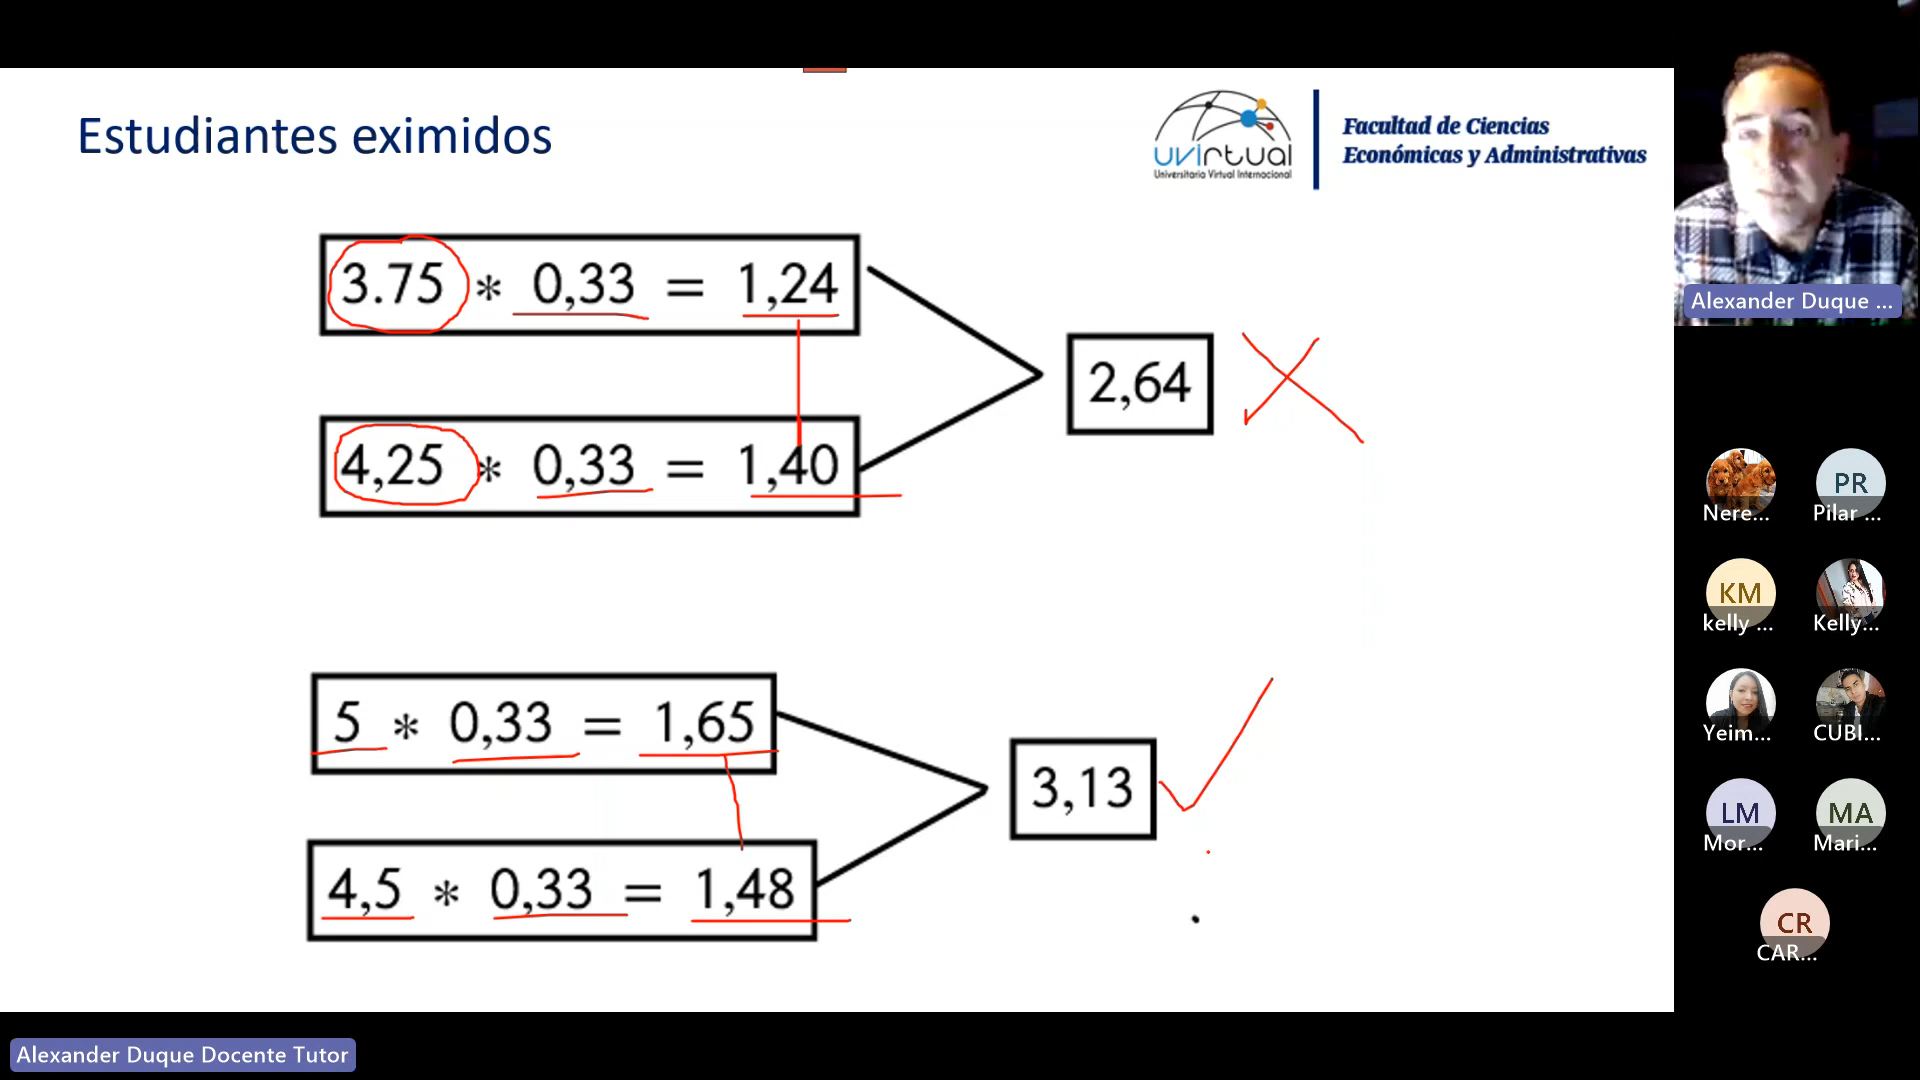 Estudiantes eximidos
uvirtual
Universitaria Virtual Internacional
Facultad de Ciencias
Económicas y Administrativas
3.75 * 0,33 = 1,24
4,25 * 0,33 = 1,40
2,64
5 * 0,33 = 1,65
4,5 * 0,33 = 1,48
3,13
Alexander Duque ...
Nere...
PR
Pilar ...
KM
kelly ...
Kelly...
Yeim...
CUBI...
LM
Mor...
MA
Mari...
CR
CAR...
Alexander Duque Docente Tutor